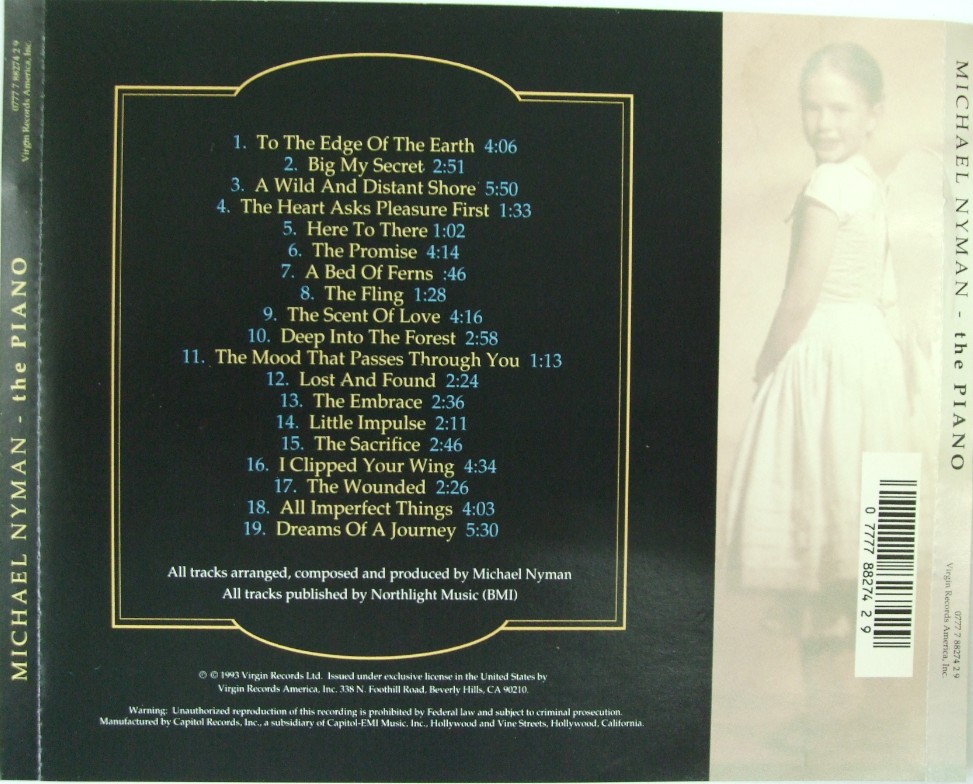 0777 7 88274 2 9
Virgin Records America, Inc.
MICHAEL NYMAN - the PIANO
1. To The Edge Of The Earth 4:06
2. Big My Secret 2:51
3. A Wild And Distant Shore 5:50
4. The Heart Asks Pleasure First 1:33
5. Here To There 1:02
6. The Promise 4:14
7. A Bed Of Ferns :46
8. The Fling 1:28
9. The Scent Of Love 4:16
10. Deep Into The Forest 2:58
11. The Mood That Passes Through You 1:13
12. Lost And Found 2:24
13. The Embrace 2:36
14. Little Impulse 2:11
15. The Sacrifice 2:46
16. I Clipped Your Wing 4:34
17. The Wounded 2:26
18. All Imperfect Things 4:03
19. Dreams Of A Journey 5:30
All tracks arranged, composed and produced by Michael Nyman
All tracks published by Northlight Music (BMI)
℗ © 1993 Virgin Records Ltd. Issued under exclusive license in the United States by
Virgin Records America, Inc. 338 N. Foothill Road, Beverly Hills, CA 90210.
Warning: Unauthorized reproduction of this recording is prohibited by Federal law and subject to criminal prosecution.
Manufactured by Capitol Records, Inc., a subsidiary of Capitol-EMI Music, Inc., Hollywood and Vine Streets, Hollywood, California.
0 7777 88274 2 9
MICHAEL NYMAN - the PIANO
0777 7 88274 2 9
Virgin Records America, Inc.